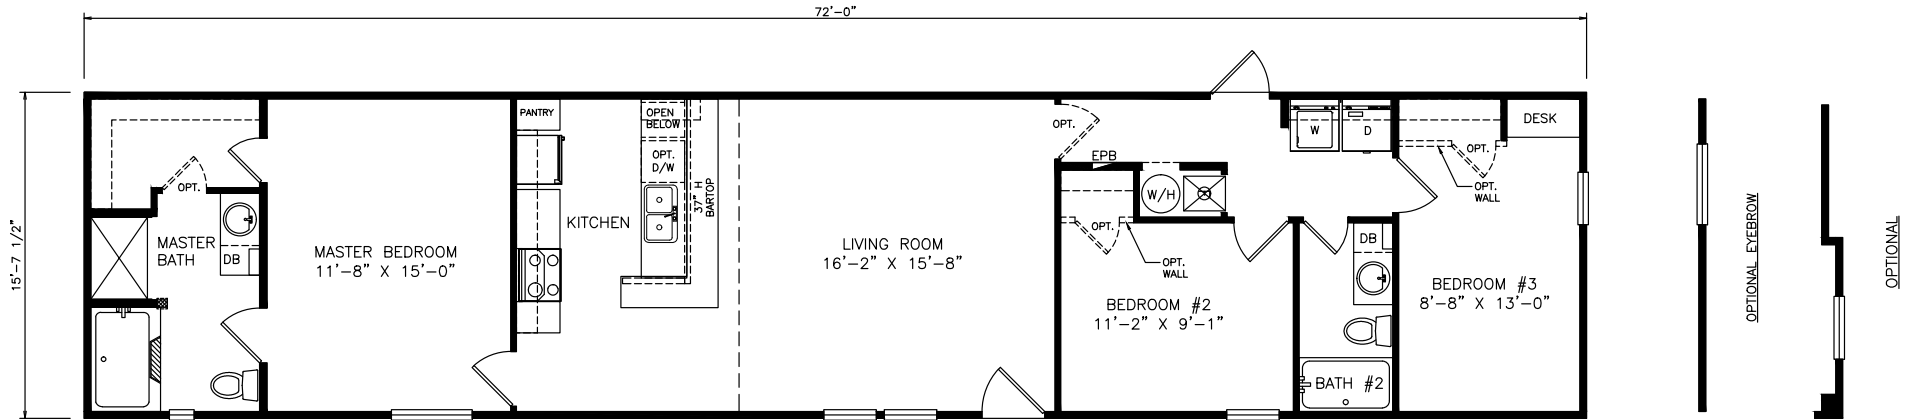 72'-0"
15'-7 1/2"
PANTRY
OPEN
BELOW
OPT.
D/W
37" H
BARTOP
OPT.
EPB
W
D
DESK
OPT.
OPT.
WALL
OPT.
W/H
OPT.
OPT.
WALL
MASTER
BATH
DB
MASTER BEDROOM
11'-8" X 15'-0"
KITCHEN
LIVING ROOM
16'-2" X 15'-8"
BEDROOM #2
11'-2" X 9'-1"
DB
BEDROOM #3
8'-8" X 13'-0"
BATH #2
OPTIONAL EYEBROW
OPTIONAL